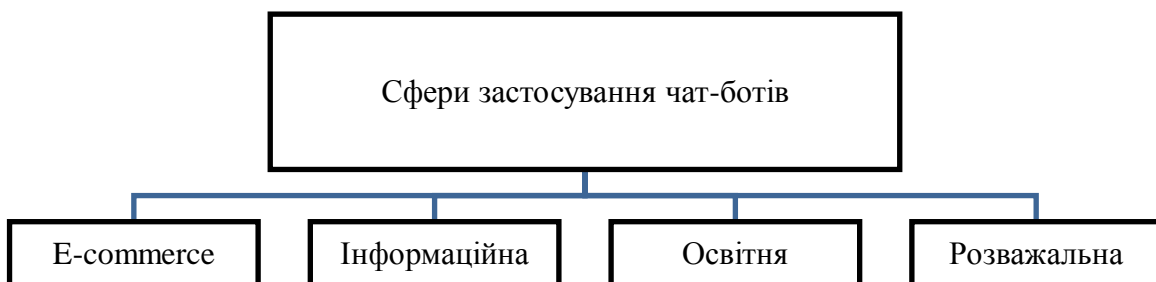 Сфери застосування чат-ботів
E-commerce
Інформаційна
Освітня
Розважальна